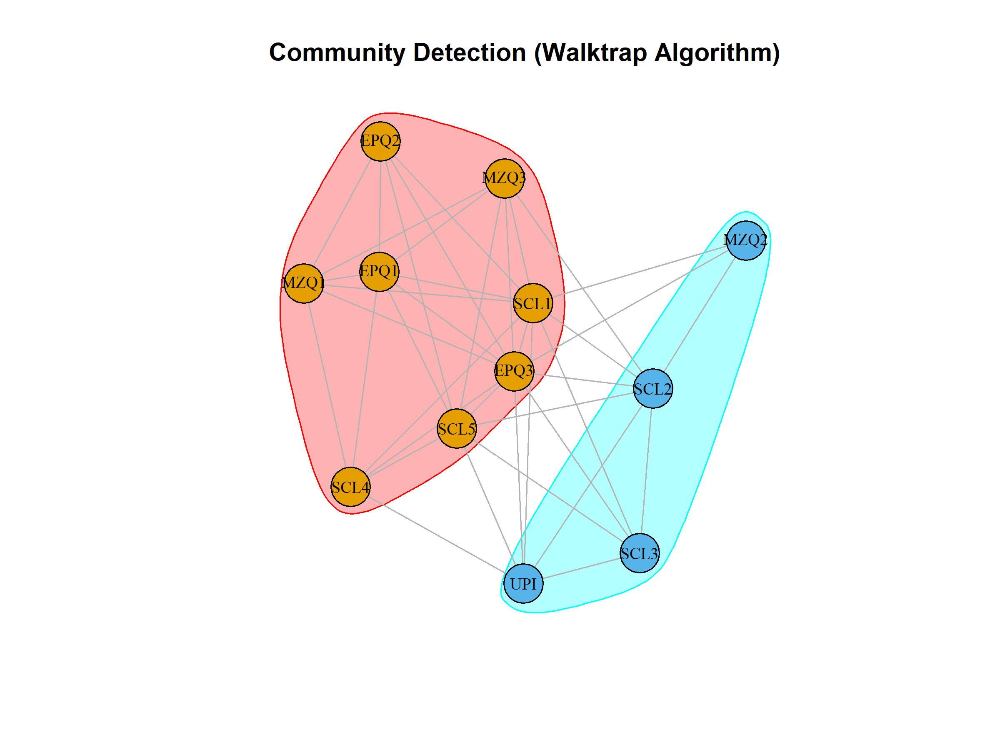 Community Detection (Walktrap Algorithm)
EPQ2
MZQ3
MZQ2
EPQ1
MZQ1
SCL1
EPQ3
SCL2
SCL5
SCL4
SCL3
UPI